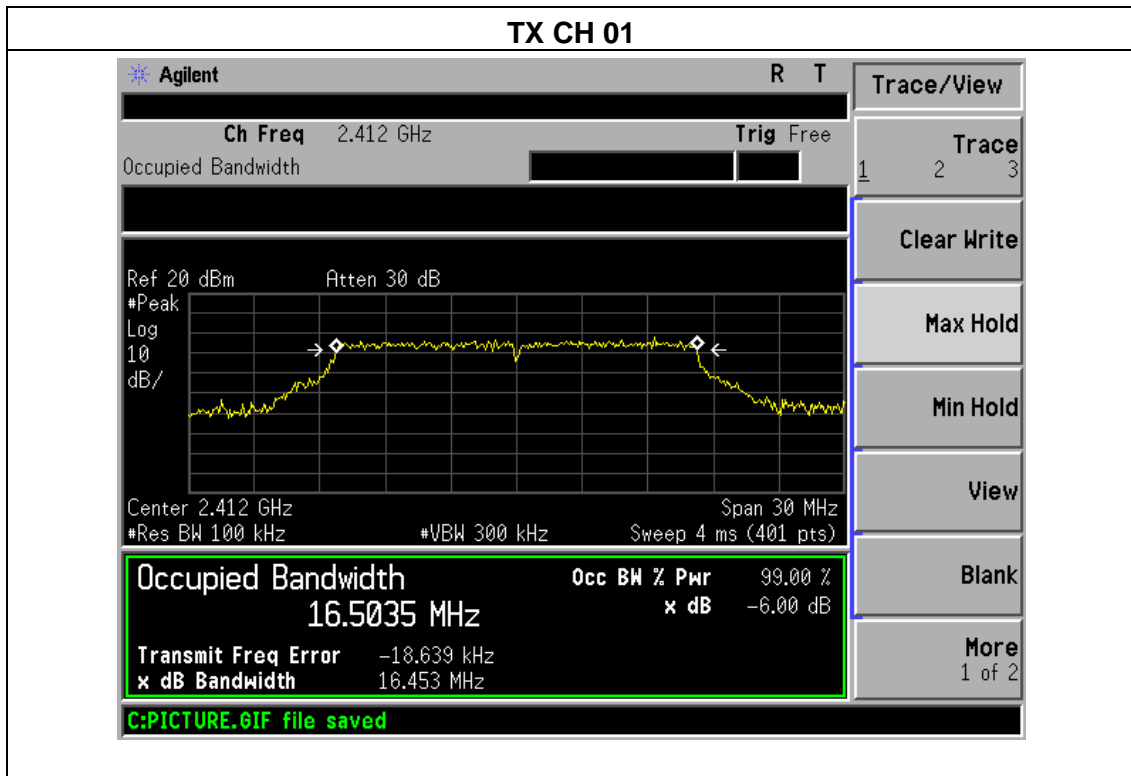 TX CH 01
Agilent R T
Trace/View
Ch Freq 2.412 GHz Trig Free
Occupied Bandwidth
Trace
1 2 3
Clear Write
Ref 20 dBm Atten 30 dB
#Peak
Log
10
dB/
Max Hold
Min Hold
View
Center 2.412 GHz Span 30 MHz
#Res BW 100 kHz #VBW 300 kHz Sweep 4 ms (401 pts)
Occupied Bandwidth Occ BW % Pwr 99.00 %
16.5035 MHz x dB -6.00 dB
Blank
Transmit Freq Error -18.639 kHz
x dB Bandwidth 16.453 MHz
More
1 of 2
C:PICTURE.GIF file saved